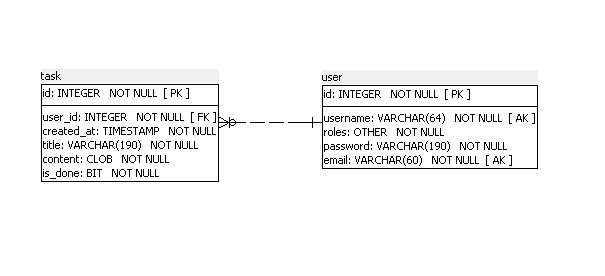 task
id: INTEGER NOT NULL [ PK ]
user_id: INTEGER NOT NULL [ FK ]
created_at: TIMESTAMP NOT NULL
title: VARCHAR(190) NOT NULL
content: CLOB NOT NULL
is_done: BIT NOT NULL
user
id: INTEGER NOT NULL [ PK ]
username: VARCHAR(64) NOT NULL [ AK ]
roles: OTHER NOT NULL
password: VARCHAR(190) NOT NULL
email: VARCHAR(60) NOT NULL [ AK ]